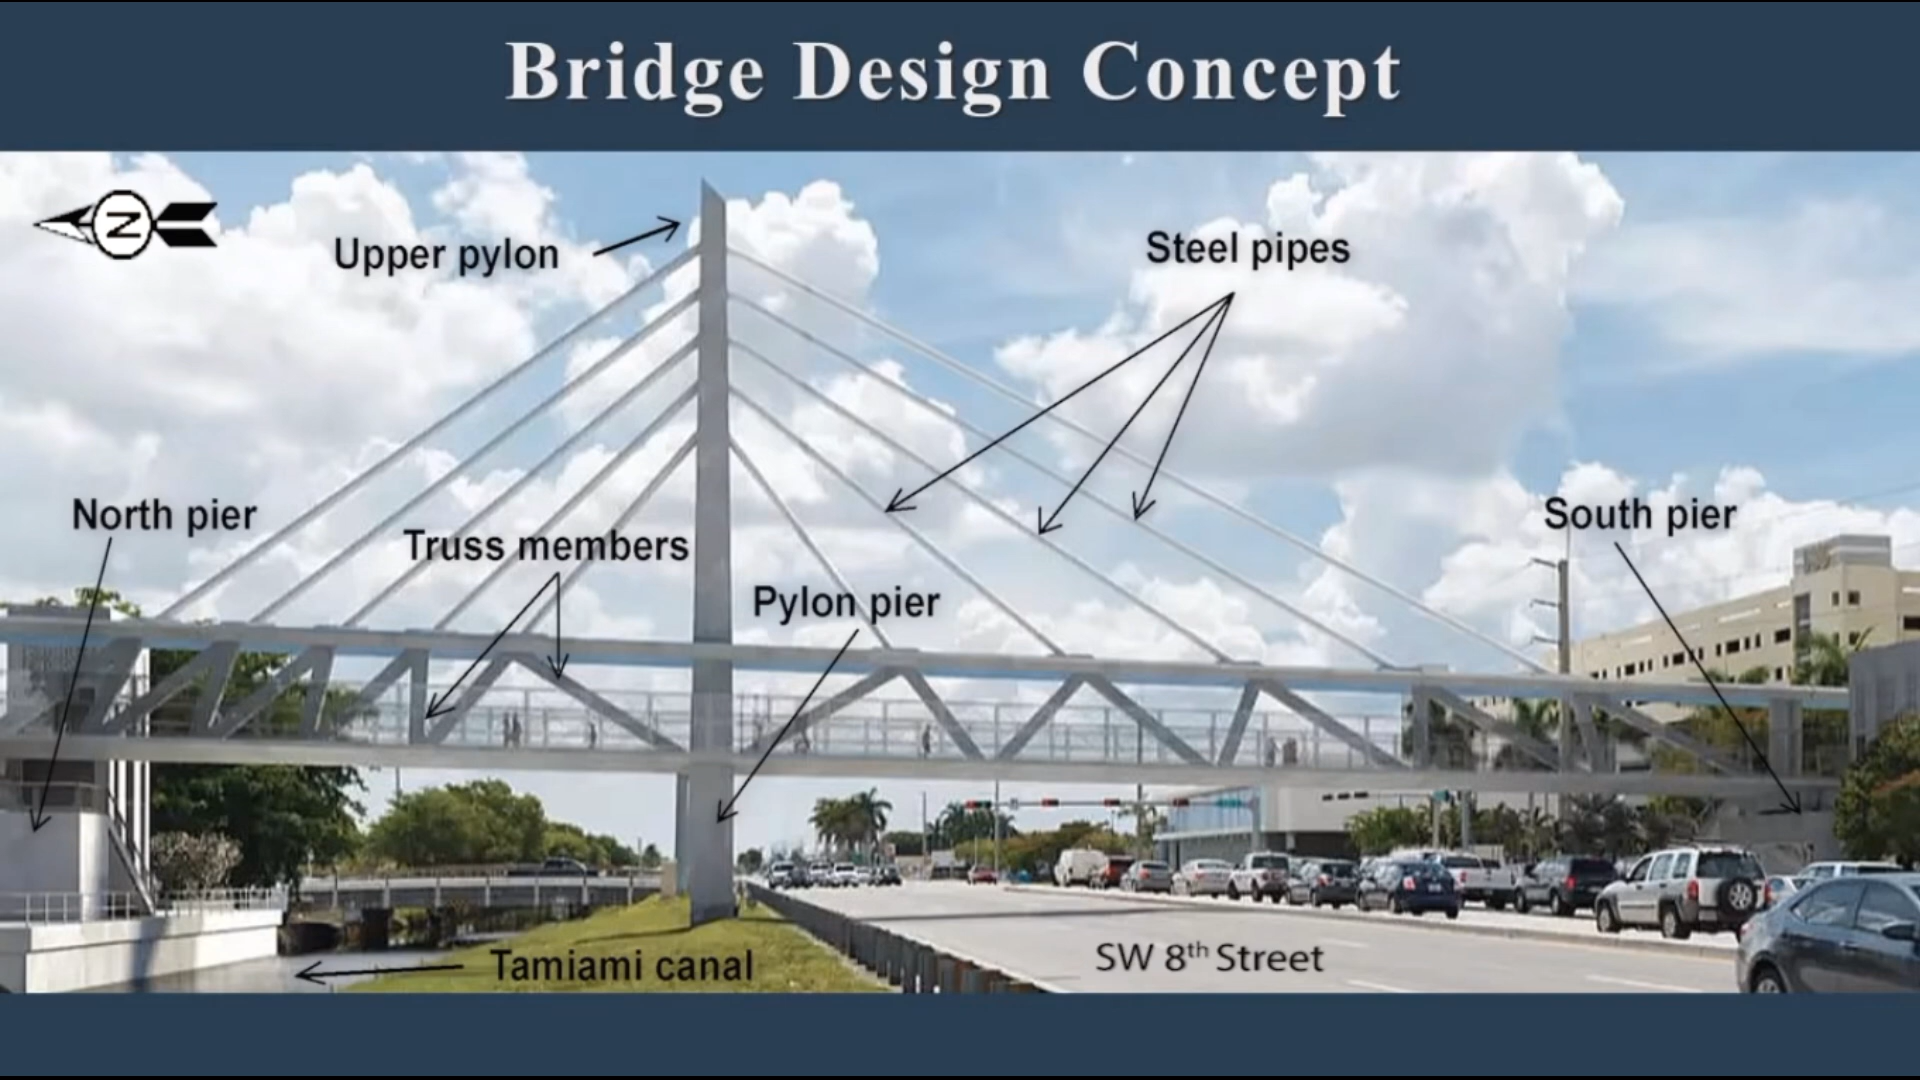 Bridge Design Concept
N
Upper pylon
Steel pipes
North pier
Truss members
South pier
Pylon pier
Tamiami canal
SW 8th Street